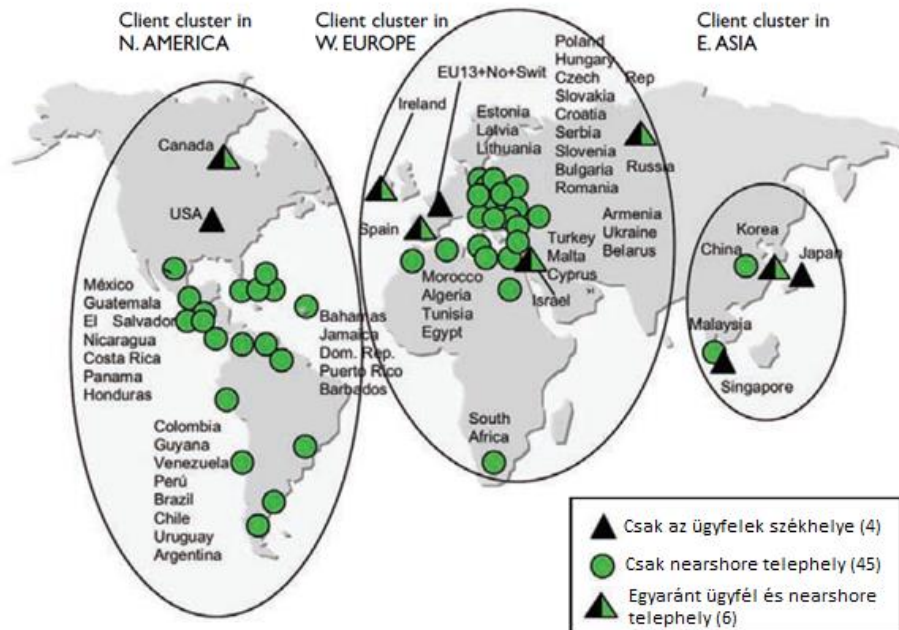 Client cluster in
N. AMERICA
Client cluster in
W. EUROPE
Client cluster in
E. ASIA
Canada
USA
México
Guatemala
El Salvador
Nicaragua
Costa Rica
Panama
Honduras
Bahamas
Jamaica
Dom. Rep.
Puerto Rico
Barbados
Colombia
Guyana
Venezuela
Perú
Brazil
Chile
Uruguay
Argentina
EU13+No+Swit
Ireland
Estonia
Latvia
Lithuania
Poland
Hungary
Czech Rep
Slovakia
Croatia
Serbia
Slovenia
Bulgaria
Romania
Russia
Spain
Armenia
Ukraine
Belarus
Turkey
Malta
Cyprus
Israel
Morocco
Algeria
Tunisia
Egypt
South
Africa
Korea
China
Japan
Malaysia
Singapore
Csak az ügyfelek székhelye (4)
Csak nearshore telephely (45)
Egyaránt ügyfél és nearshore
telephely (6)